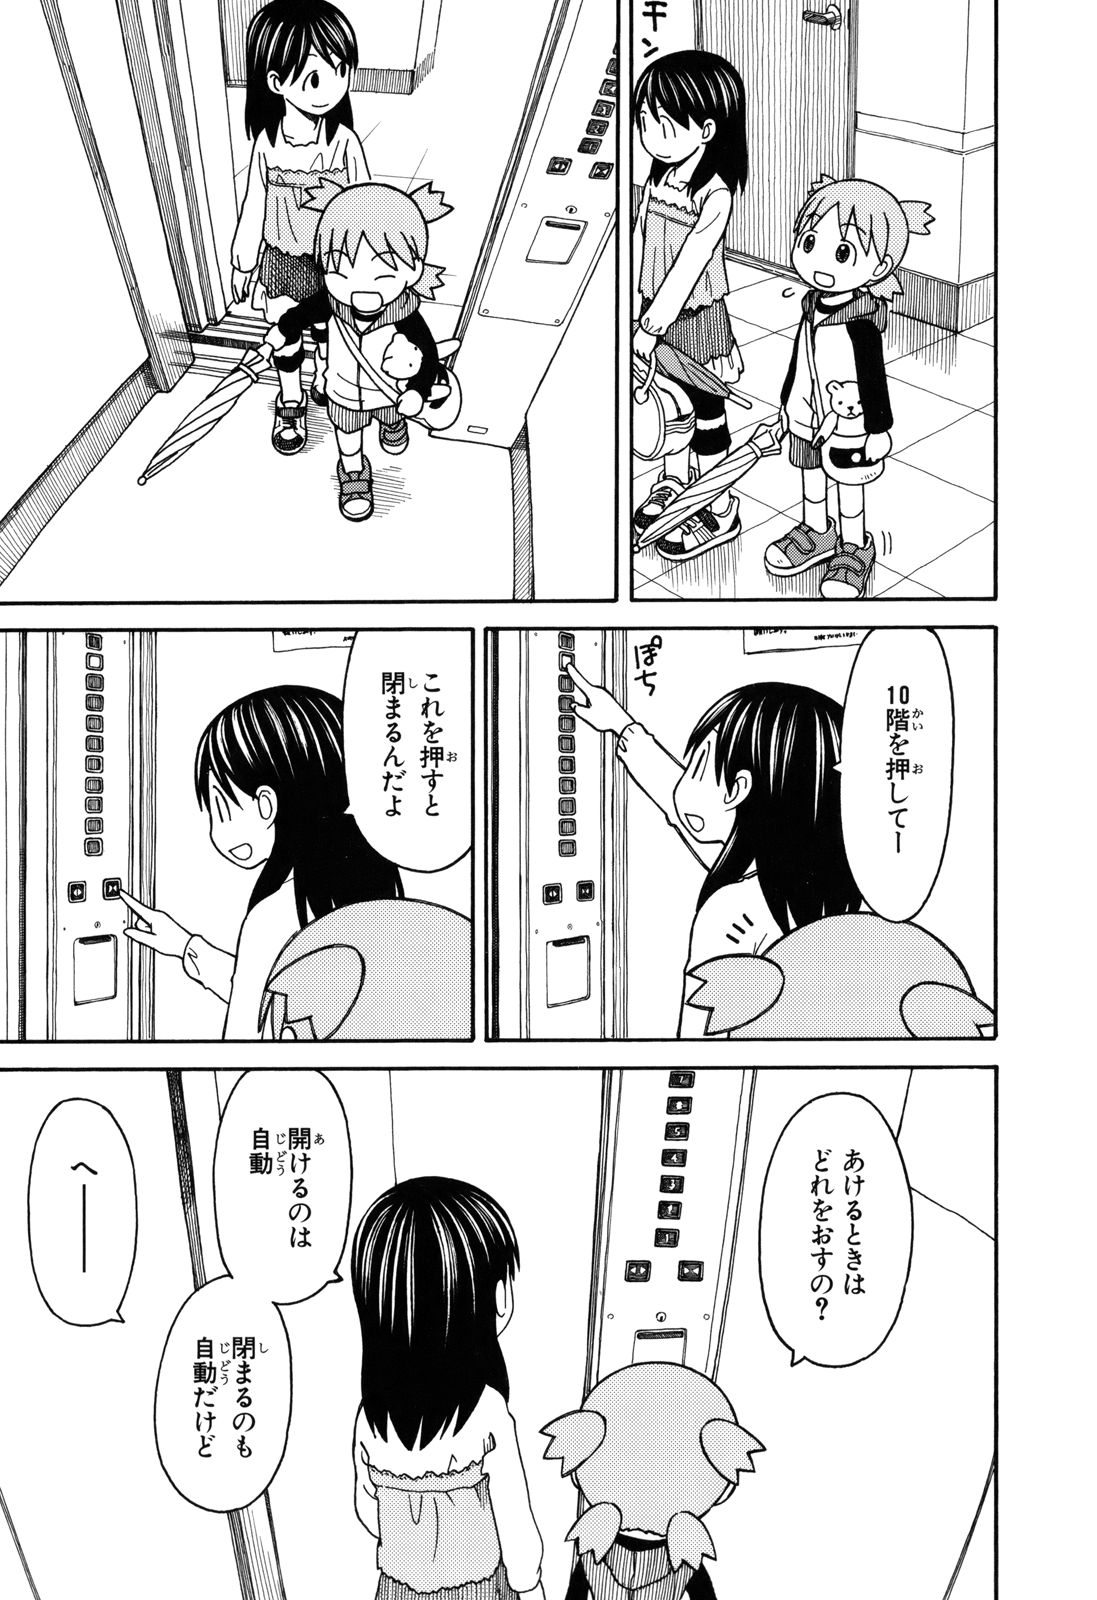 キン
10階を押してー
ぽち
これを押すと
閉まるんだよ
あけるときは
どれをおすの?
開けるのは
自動
閉まるのも
自動だけど
へーーー